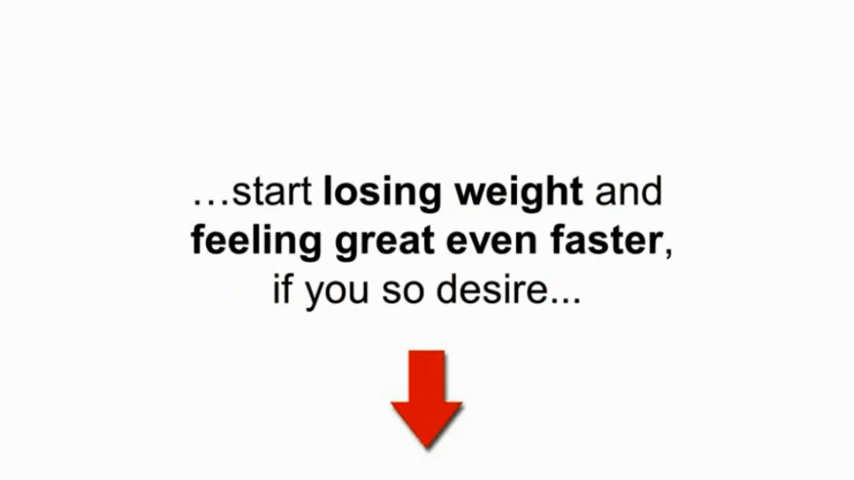 …start losing weight and
feeling great even faster,
if you so desire...